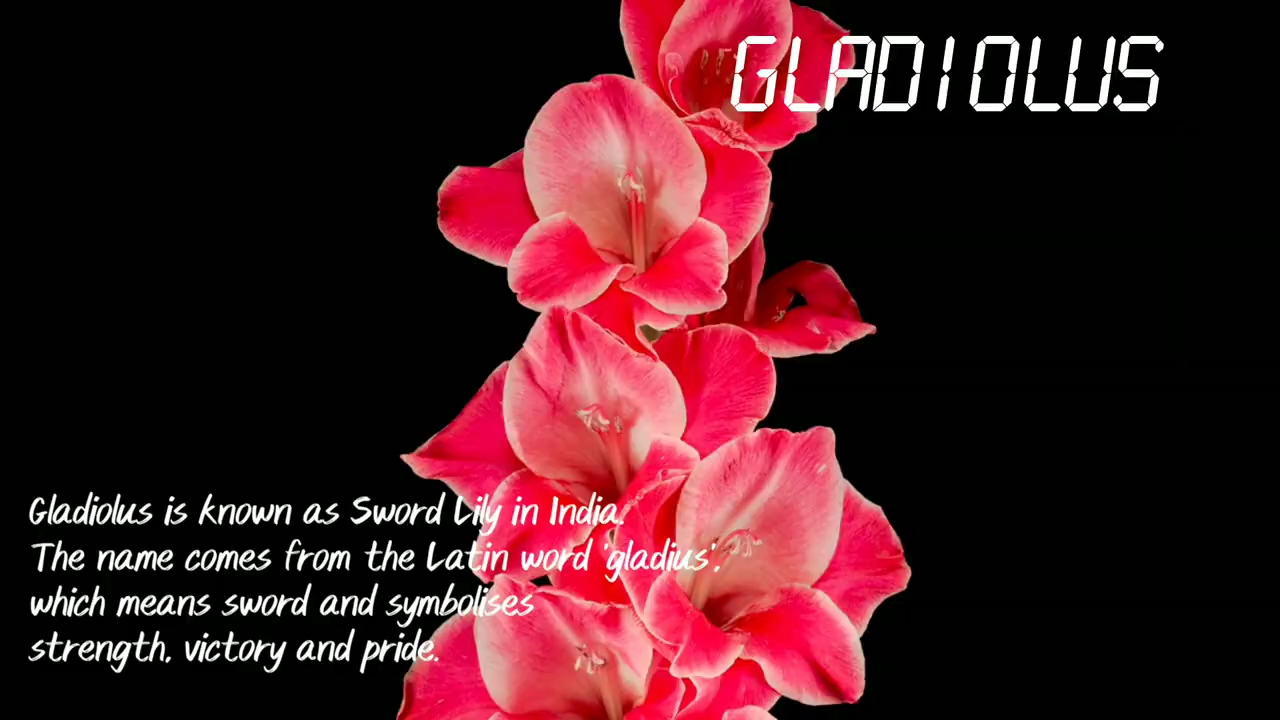 GLADIOLUS
Gladiolus is known as Sword Lily in India.
The name comes from the Latin word 'gladius',
which means sword and symbolises
strength, victory and pride.